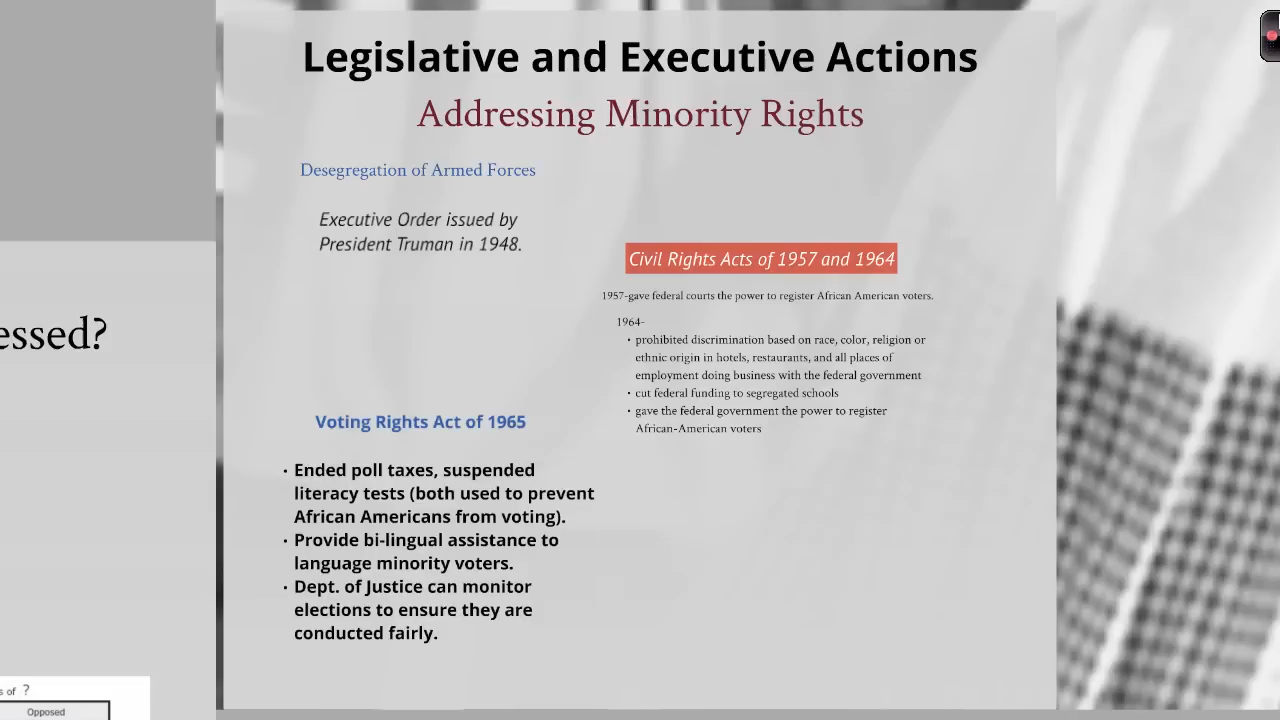 Legislative and Executive Actions
Addressing Minority Rights
Desegregation of Armed Forces
Executive Order issued by
President Truman in 1948.
Civil Rights Acts of 1957 and 1964
1957-gave federal courts the power to register African American voters.
1964-
• prohibited discrimination based on race, color, religion or
ethnic origin in hotels, restaurants, and all places of
employment doing business with the federal government
• cut federal funding to segregated schools
• gave the federal government the power to register
African-American voters
Voting Rights Act of 1965
• Ended poll taxes, suspended
literacy tests (both used to prevent
African Americans from voting).
• Provide bi-lingual assistance to
language minority voters.
• Dept. of Justice can monitor
elections to ensure they are
conducted fairly.
essed?
s of ?
Opposed